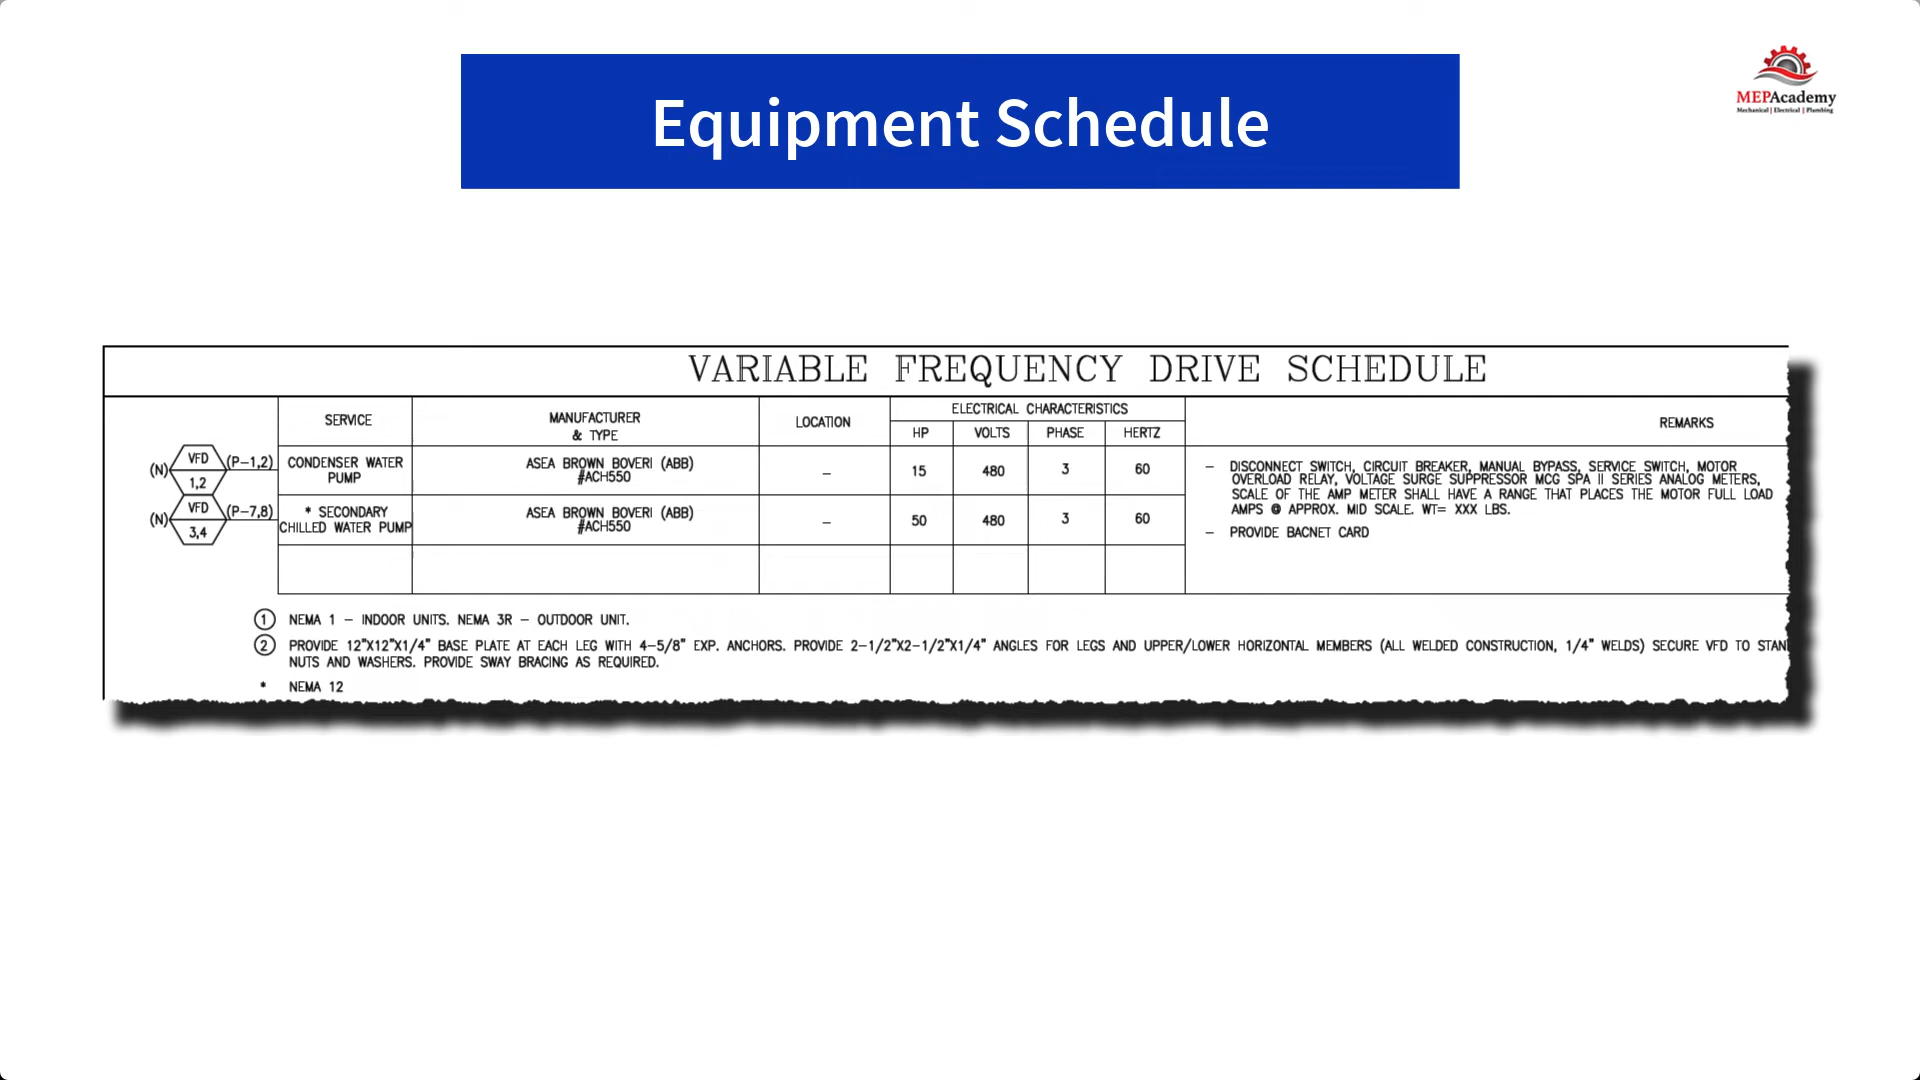 Equipment Schedule
MEPAcademy
Mechanical | Electrical | Plumbing
VARIABLE FREQUENCY DRIVE SCHEDULE
SERVICE
MANUFACTURER
& TYPE
LOCATION
ELECTRICAL CHARACTERISTICS
HP
VOLTS
PHASE
HERTZ
REMARKS
(N)
VFD
1,2
(P-1,2)
CONDENSER WATER
PUMP
ASEA BROWN BOVERI (ABB)
#ACH550
-
15
480
3
60
(N)
VFD
3,4
(P-7,8)
* SECONDARY
CHILLED WATER PUMP
ASEA BROWN BOVERI (ABB)
#ACH550
-
50
480
3
60
- DISCONNECT SWITCH, CIRCUIT BREAKER, MANUAL BYPASS, SERVICE SWITCH, MOTOR
OVERLOAD RELAY, VOLTAGE SURGE SUPPRESSOR MCG SPA II SERIES ANALOG METERS,
SCALE OF THE AMP METER SHALL HAVE A RANGE THAT PLACES THE MOTOR FULL LOAD
AMPS @ APPROX. MID SCALE. WT= XXX LBS.
- PROVIDE BACNET CARD
1 NEMA 1 - INDOOR UNITS. NEMA 3R - OUTDOOR UNIT.
2 PROVIDE 12"X12"X1/4" BASE PLATE AT EACH LEG WITH 4-5/8" EXP. ANCHORS. PROVIDE 2-1/2"X2-1/2"X1/4" ANGLES FOR LEGS AND UPPER/LOWER HORIZONTAL MEMBERS (ALL WELDED CONSTRUCTION, 1/4" WELDS) SECURE VFD TO STAN
NUTS AND WASHERS. PROVIDE SWAY BRACING AS REQUIRED.
* NEMA 12